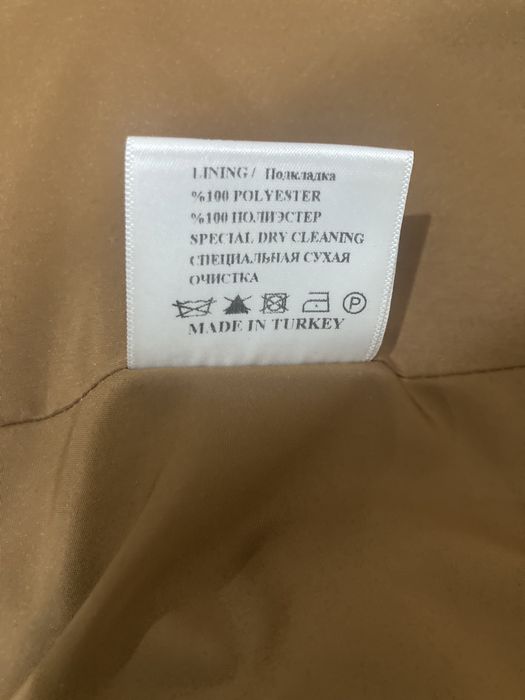 LINING / Подкладка
%100 POLYESTER
%100 ПОЛИЭСТЕР
SPECIAL DRY CLEANING
СПЕЦИАЛЬНАЯ СУХАЯ
ОЧИСТКА
P
MADE IN TURKEY